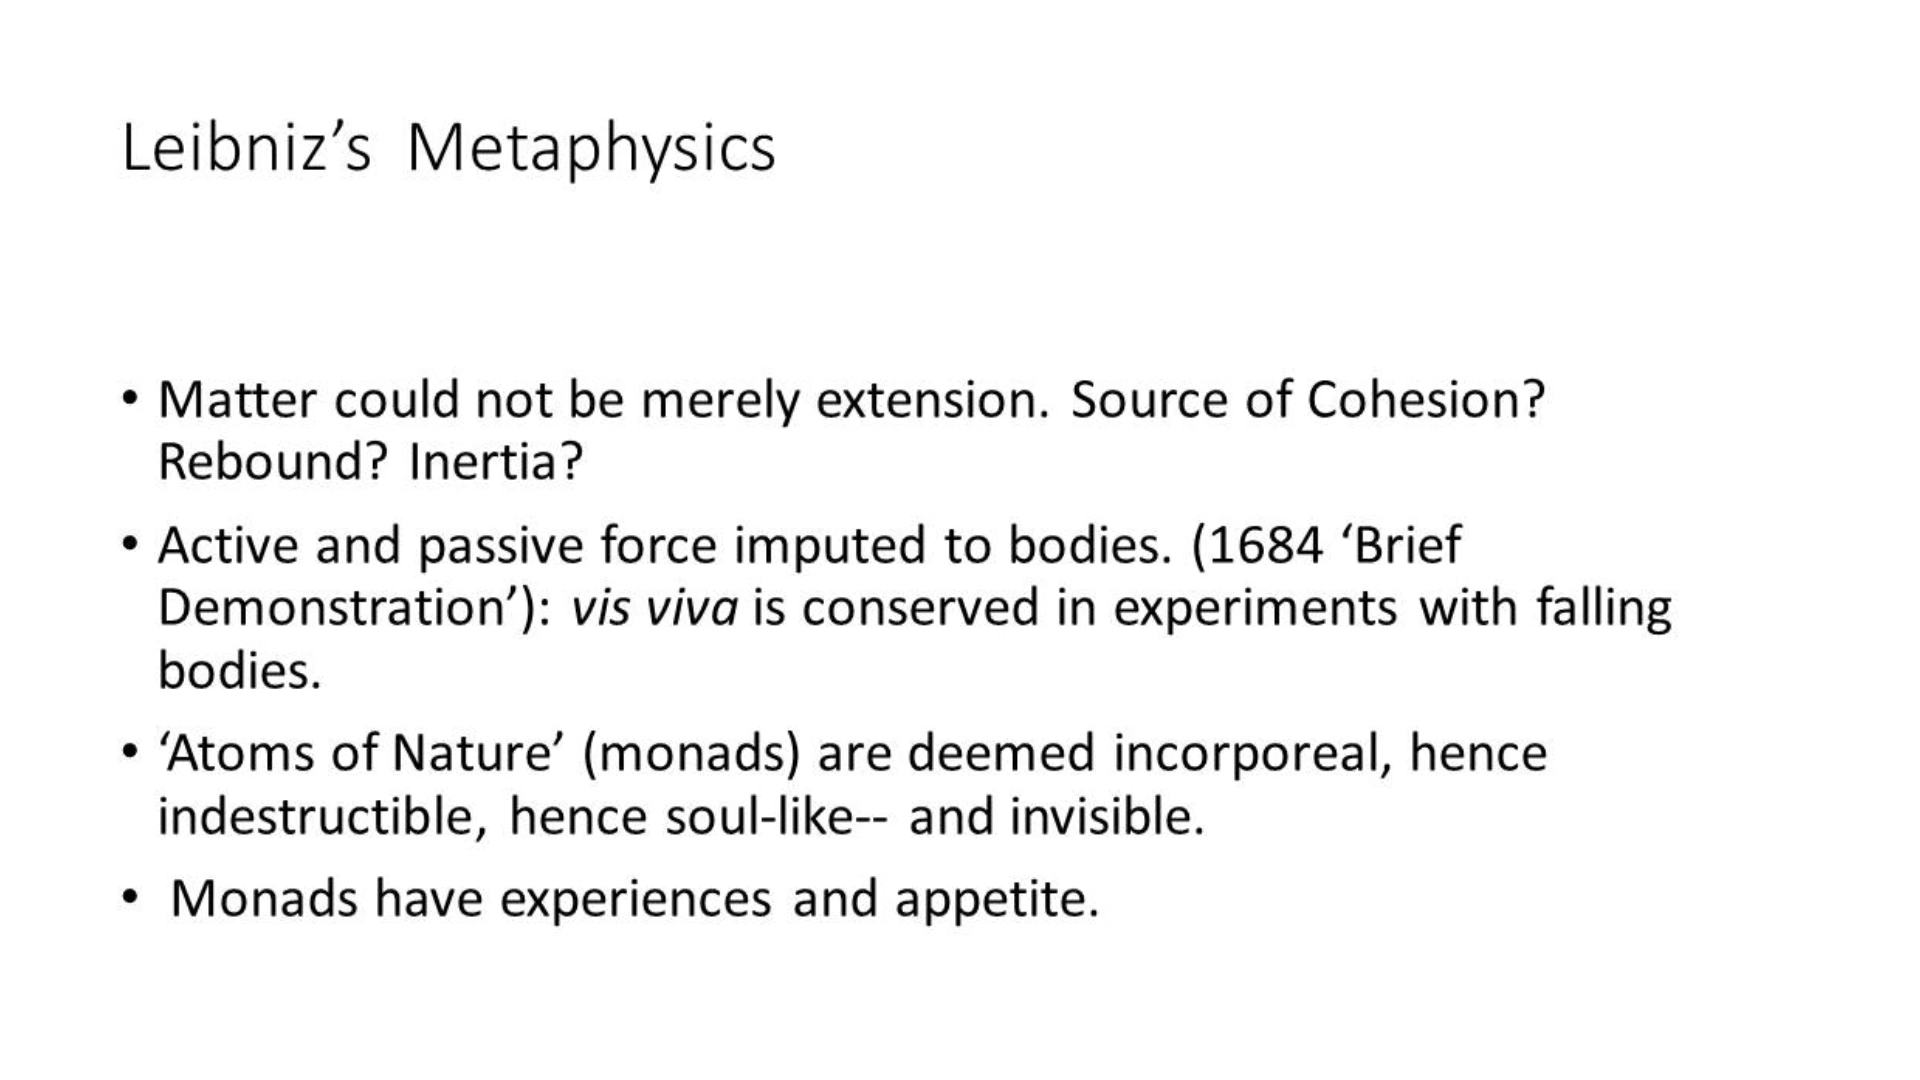 Leibniz’s Metaphysics
• Matter could not be merely extension. Source of Cohesion?
Rebound? Inertia?
• Active and passive force imputed to bodies. (1684 ‘Brief
Demonstration’): vis viva is conserved in experiments with falling
bodies.
• ‘Atoms of Nature’ (monads) are deemed incorporeal, hence
indestructible, hence soul-like-- and invisible.
• Monads have experiences and appetite.